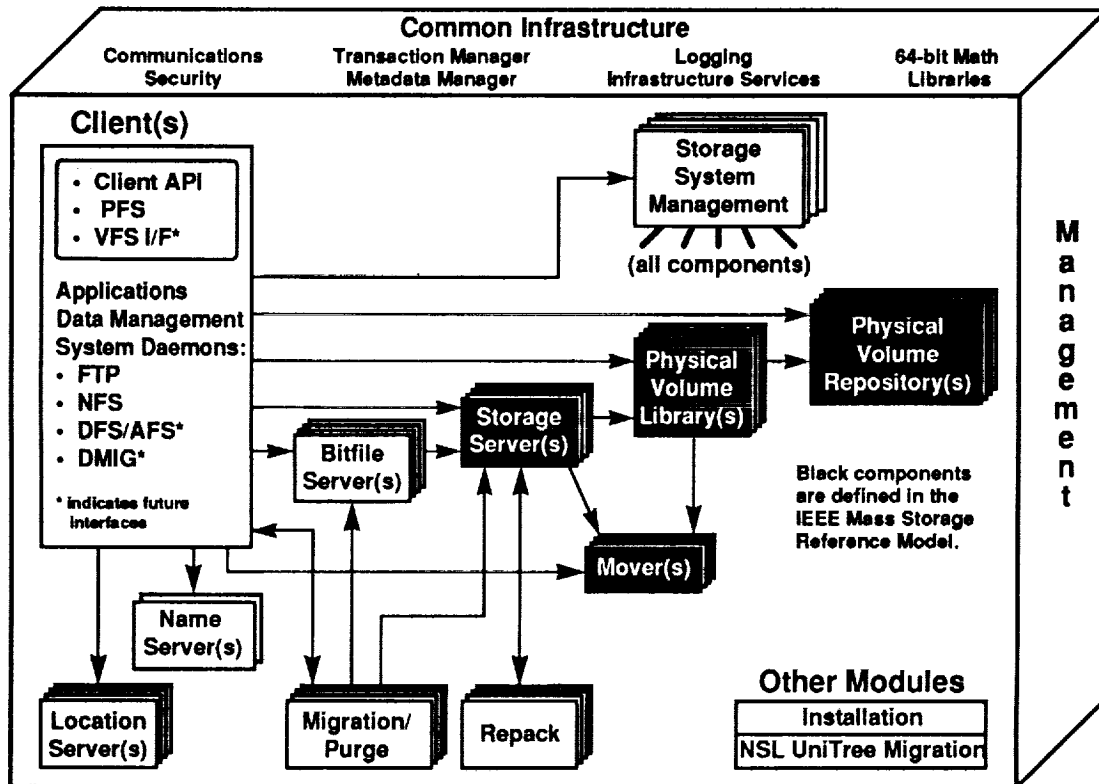 Common Infrastructure
Communications
Security
Transaction Manager
Metadata Manager
Logging
Infrastructure Services
64-bit Math
Libraries
Client(s)
• Client API
• PFS
• VFS I/F*
Applications
Data Management
System Daemons:
• FTP
• NFS
• DFS/AFS*
• DMIG*
* indicates future
interfaces
Storage
System
Management
(all components)
Physical
Volume
Repository(s)
Physical
Volume
Library(s)
Storage
Server(s)
Bitfile
Server(s)
Mover(s)
Black components
are defined in the
IEEE Mass Storage
Reference Model.
Name
Server(s)
Location
Server(s)
Migration/
Purge
Repack
Other Modules
Installation
NSL UniTree Migration
Management